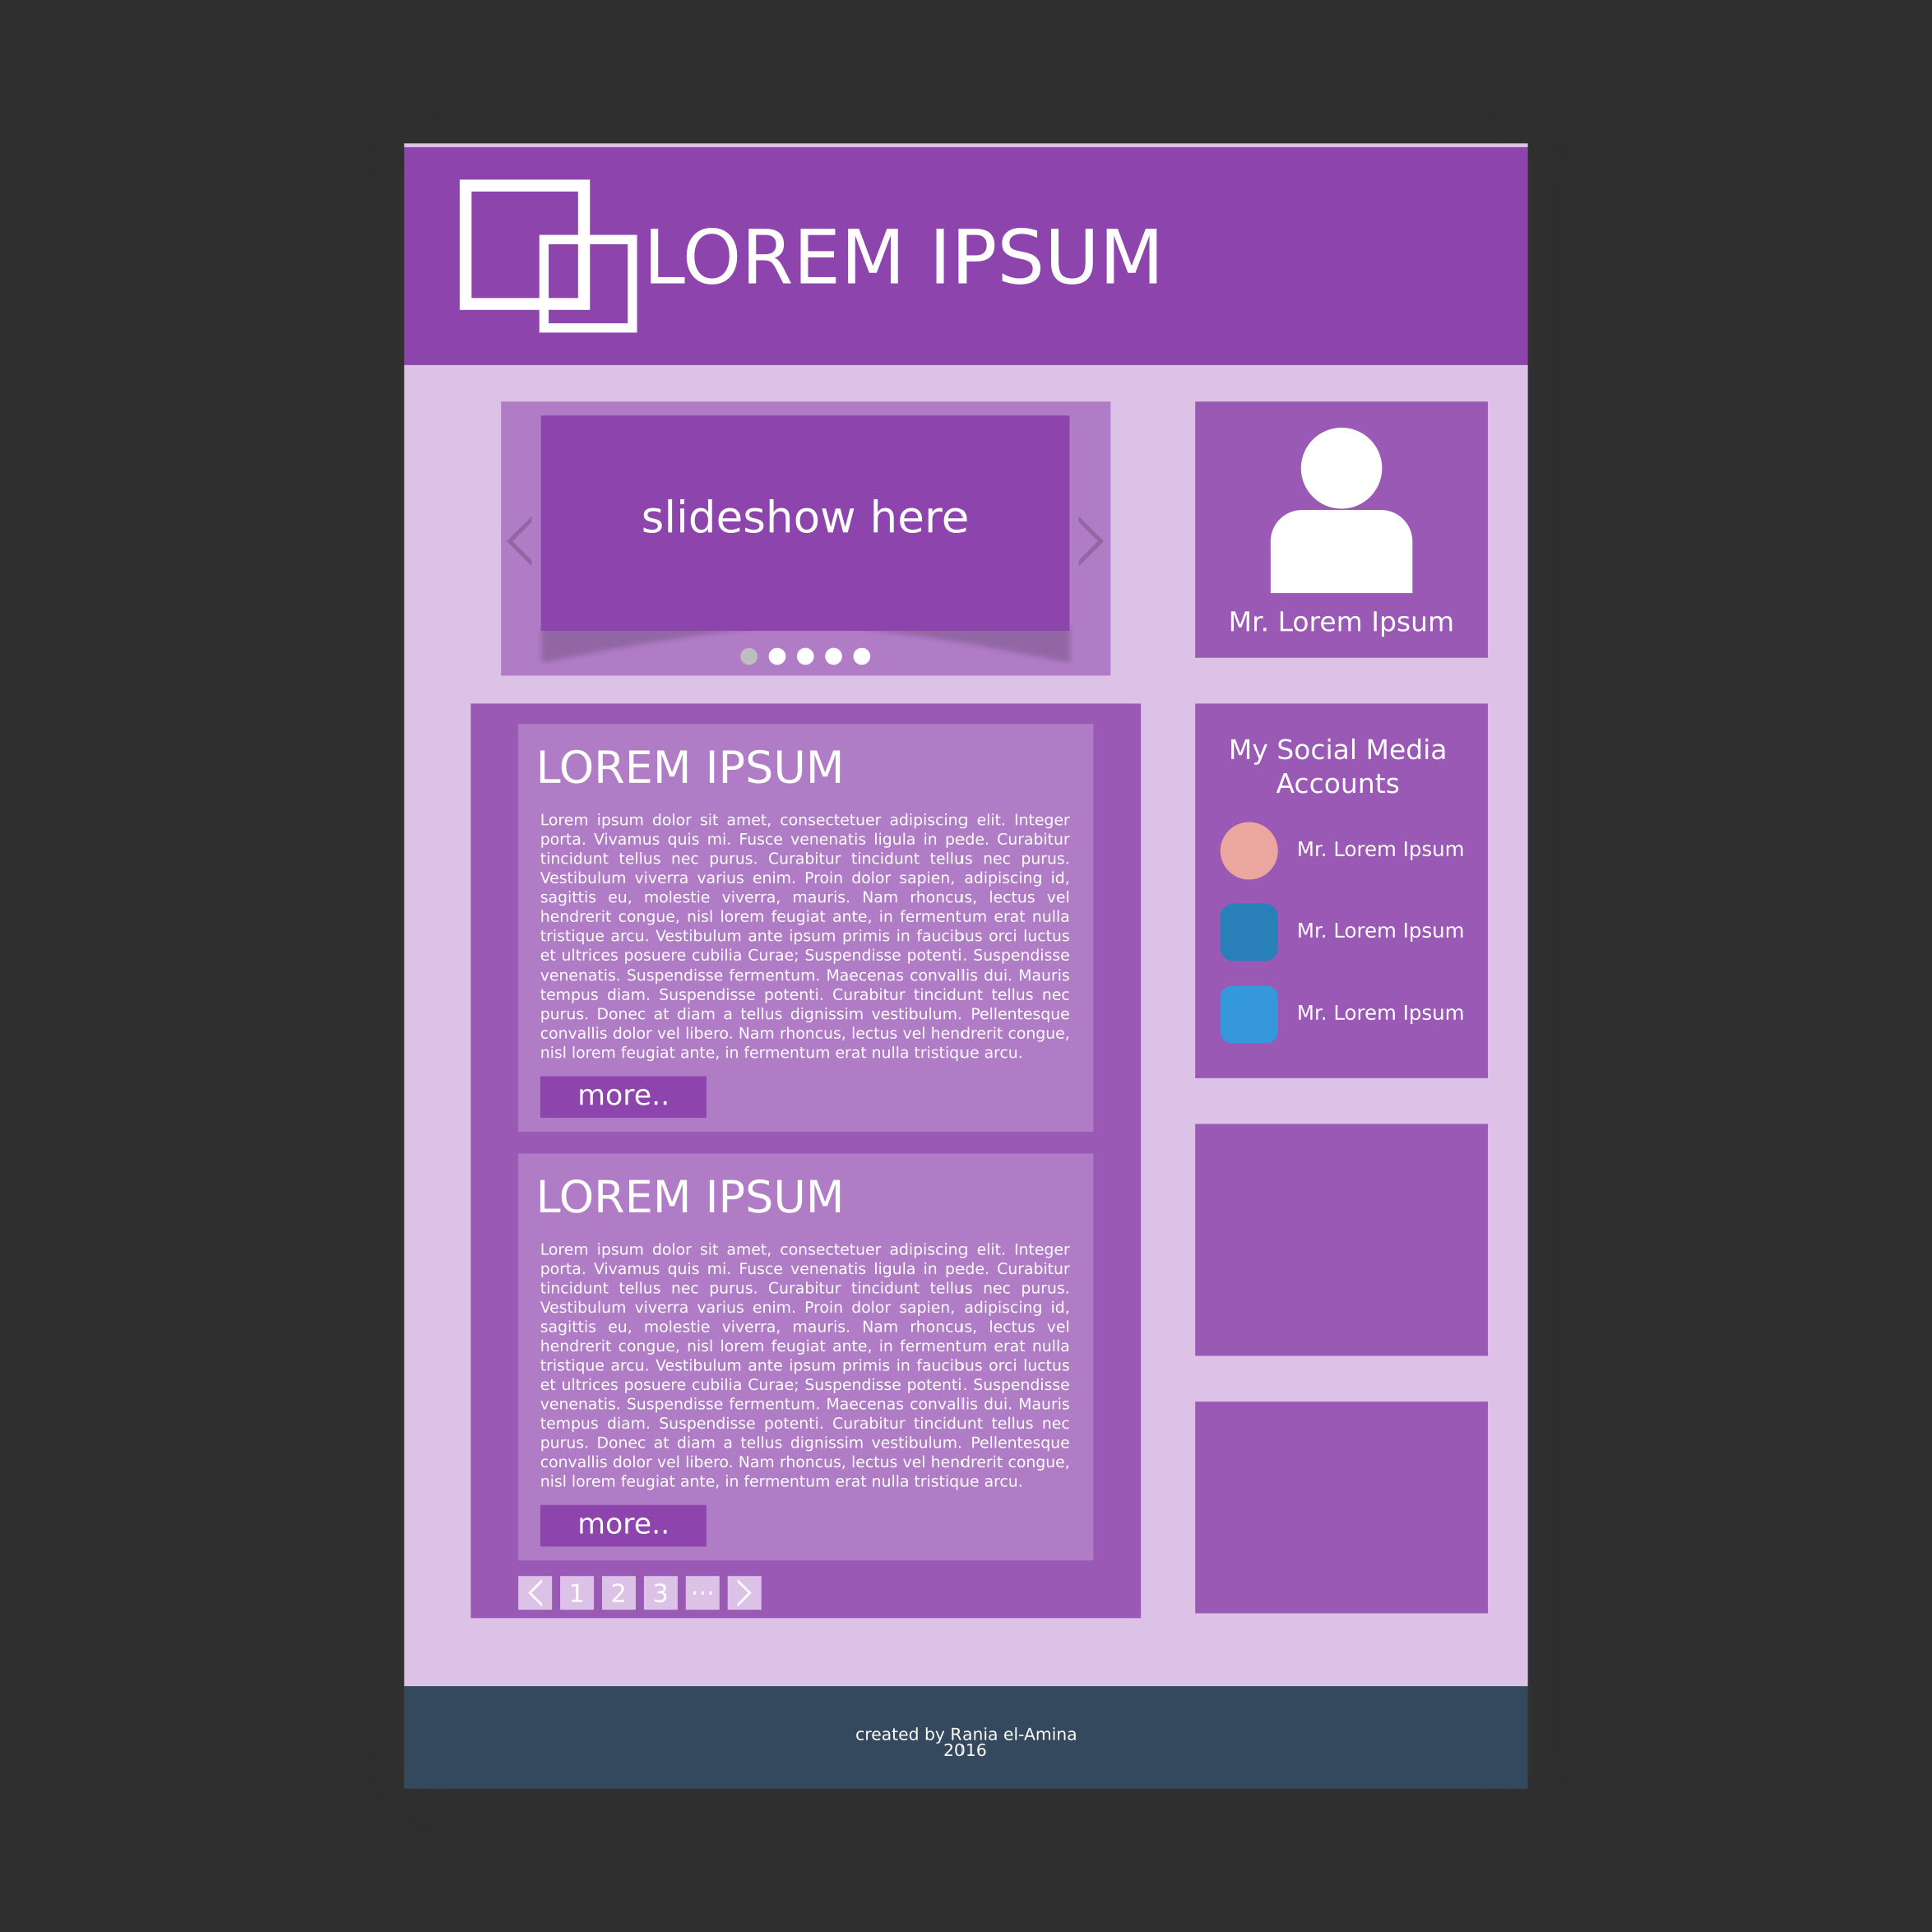 LOREM IPSUM
slideshow here
Mr. Lorem Ipsum
My Social Media
Accounts
Mr. Lorem Ipsum
Mr. Lorem Ipsum
Mr. Lorem Ipsum
LOREM IPSUM
Lorem ipsum dolor sit amet, consectetuer adipiscing elit. Integer
porta. Vivamus quis mi. Fusce venenatis ligula in pede. Curabitur
tincidunt tellus nec purus. Curabitur tincidunt tellus nec purus.
Vestibulum viverra varius enim. Proin dolor sapien, adipiscing id,
sagittis eu, molestie viverra, mauris. Nam rhoncus, lectus vel
hendrerit congue, nisl lorem feugiat ante, in fermentum erat nulla
tristique arcu. Vestibulum ante ipsum primis in faucibus orci luctus
et ultrices posuere cubilia Curae; Suspendisse potenti. Suspendisse
venenatis. Suspendisse fermentum. Maecenas convallis dui. Mauris
tempus diam. Suspendisse potenti. Curabitur tincidunt tellus nec
purus. Donec at diam a tellus dignissim vestibulum. Pellentesque
convallis dolor vel libero. Nam rhoncus, lectus vel hendrerit congue,
nisl lorem feugiat ante, in fermentum erat nulla tristique arcu.
more..
LOREM IPSUM
Lorem ipsum dolor sit amet, consectetuer adipiscing elit. Integer
porta. Vivamus quis mi. Fusce venenatis ligula in pede. Curabitur
tincidunt tellus nec purus. Curabitur tincidunt tellus nec purus.
Vestibulum viverra varius enim. Proin dolor sapien, adipiscing id,
sagittis eu, molestie viverra, mauris. Nam rhoncus, lectus vel
hendrerit congue, nisl lorem feugiat ante, in fermentum erat nulla
tristique arcu. Vestibulum ante ipsum primis in faucibus orci luctus
et ultrices posuere cubilia Curae; Suspendisse potenti. Suspendisse
venenatis. Suspendisse fermentum. Maecenas convallis dui. Mauris
tempus diam. Suspendisse potenti. Curabitur tincidunt tellus nec
purus. Donec at diam a tellus dignissim vestibulum. Pellentesque
convallis dolor vel libero. Nam rhoncus, lectus vel hendrerit congue,
nisl lorem feugiat ante, in fermentum erat nulla tristique arcu.
more..
1 2 3 ...
created by Rania el-Amina
2016